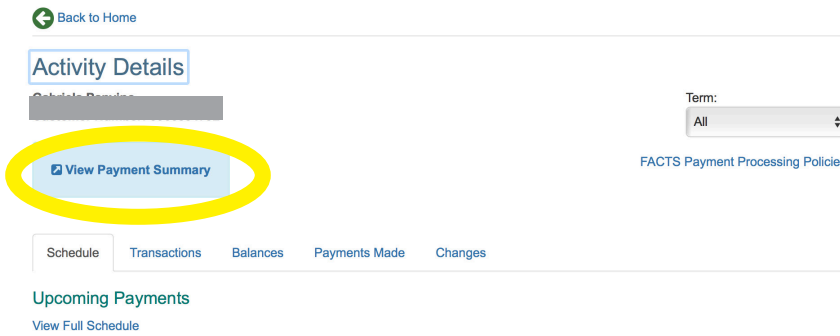 Back to Home
Activity Details
Term:
All
View Payment Summary
FACTS Payment Processing Policie
Schedule Transactions Balances Payments Made Changes
Upcoming Payments
View Full Schedule